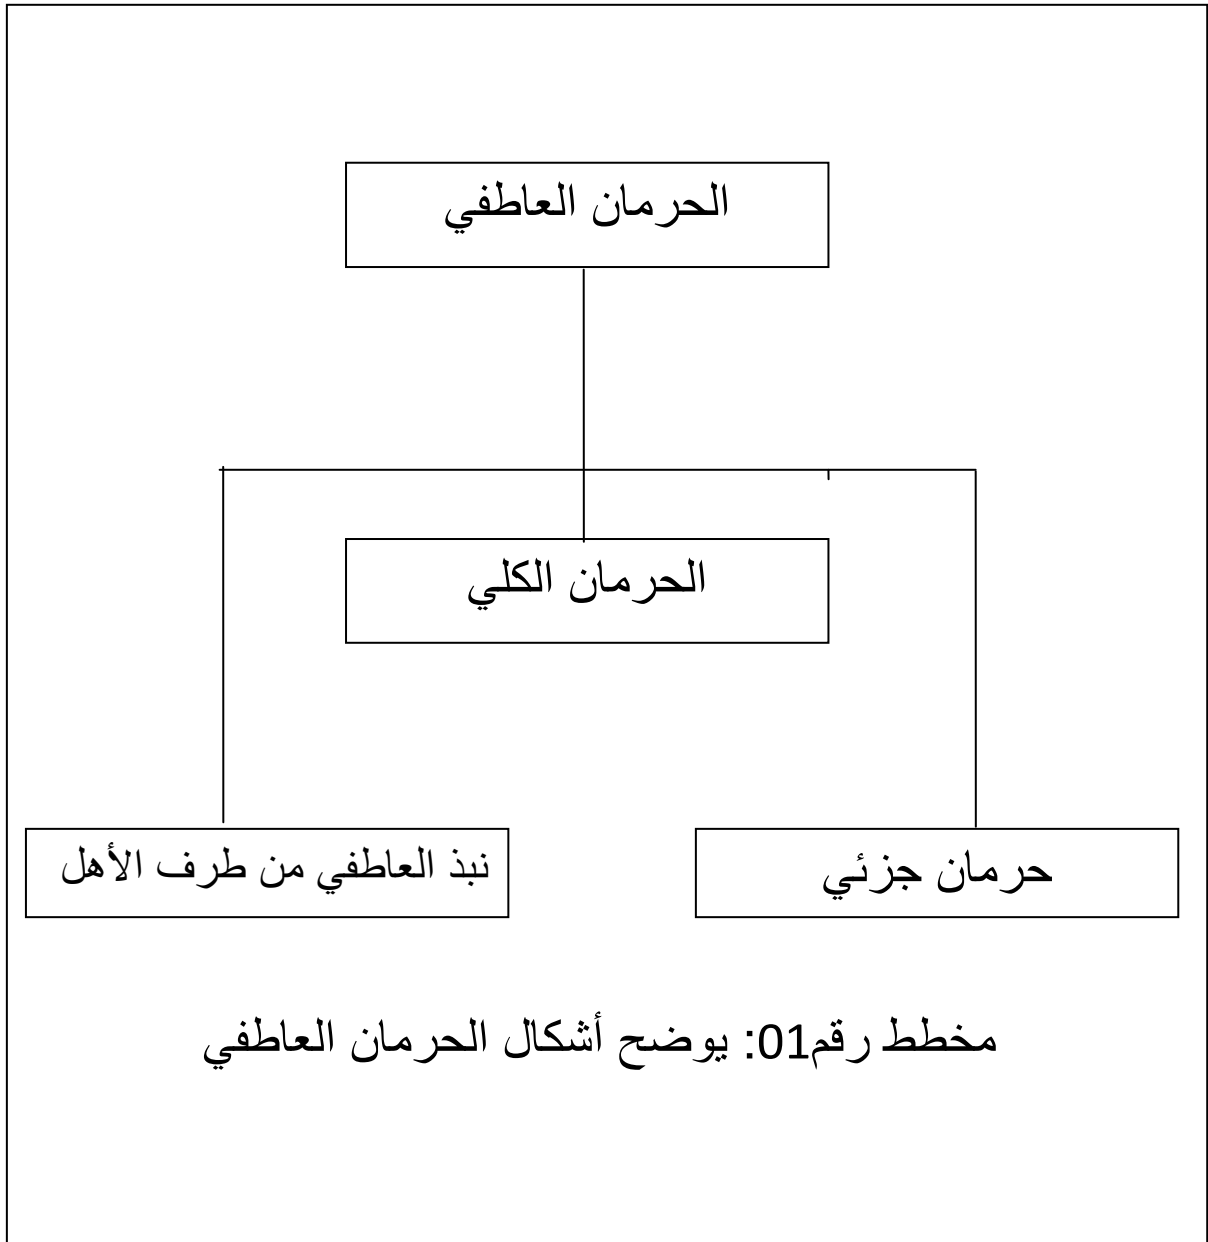 الحرمان العاطفي
الحرمان الكلي
حرمان جزئي
نبذ العاطفي من طرف الأهل
مخطط رقم01: يوضح أشكال الحرمان العاطفي